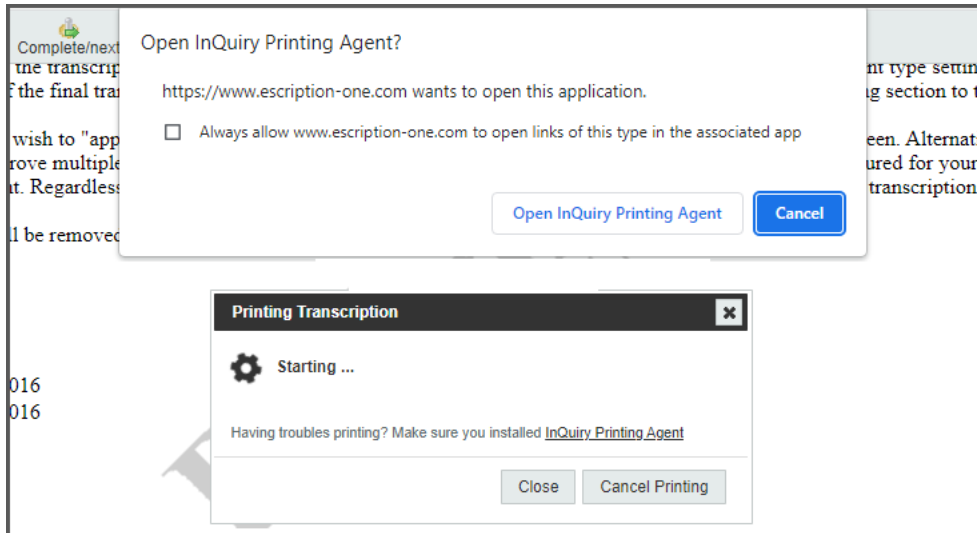 Complete/next
Open InQuiry Printing Agent?
the transcrip
nt type settin
https://www.escription-one.com wants to open this application.
f the final tra
g section to t
Always allow www.escription-one.com to open links of this type in the associated app
wish to "app
een. Alternat
rove multiple
ured for your
nt. Regardless
transcription
Open InQuiry Printing Agent
Cancel
ll be removed
Printing Transcription
Starting ...
016
016
Having troubles printing? Make sure you installed InQuiry Printing Agent
Close
Cancel Printing